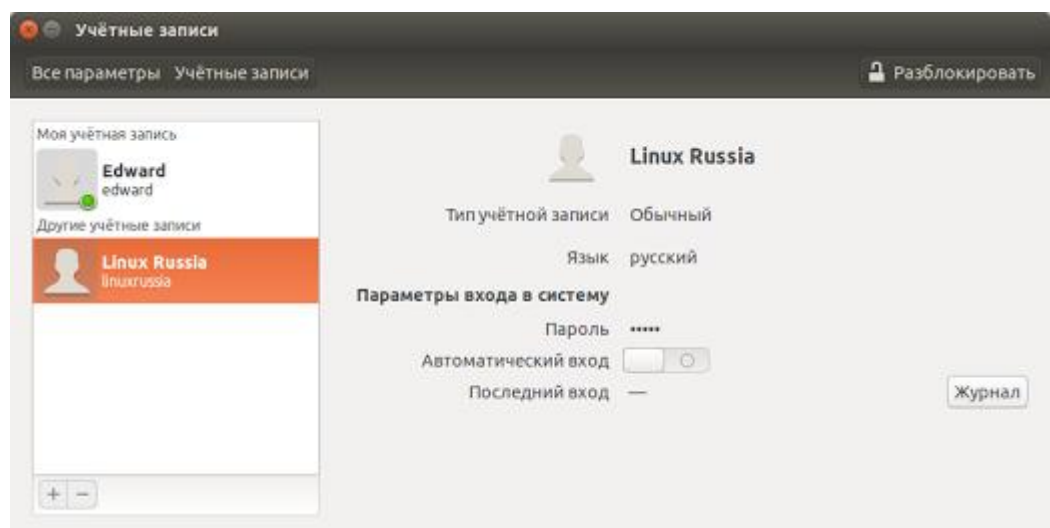 Учётные записи
Все параметры Учётные записи Разблокировать
Моя учётная запись
Edward
edward
Другие учётные записи
Linux Russia
linuxrussia
Linux Russia
Тип учётной записи Обычный
Язык русский
Параметры входа в систему
Пароль •••••
Автоматический вход
Последний вход — Журнал
+ −